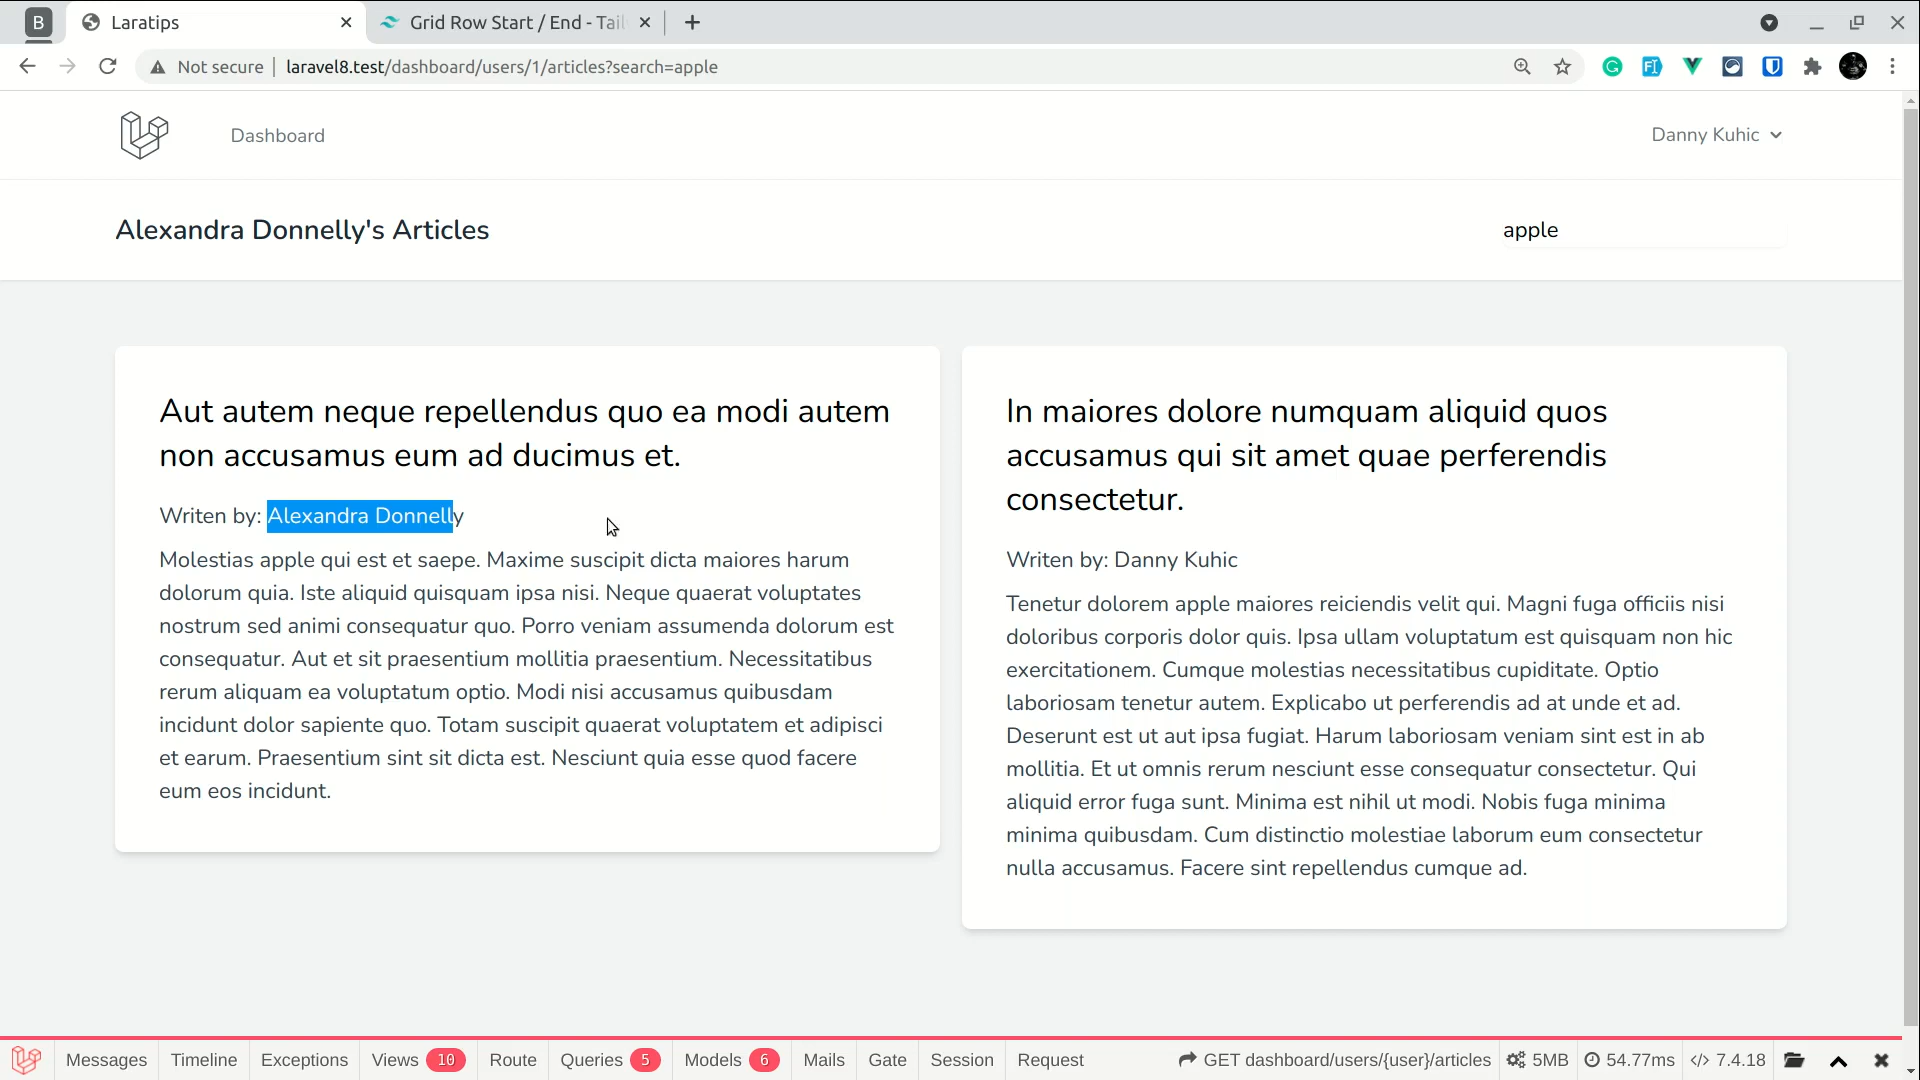 B
Laratips
Grid Row Start / End - Tail
Not secure
laravel8.test/dashboard/users/1/articles?search=apple
Dashboard
Danny Kuhic
Alexandra Donnelly's Articles
apple
Aut autem neque repellendus quo ea modi autem
non accusamus eum ad ducimus et.
Writen by: Alexandra Donnelly
Molestias apple qui est et saepe. Maxime suscipit dicta maiores harum
dolorum quia. Iste aliquid quisquam ipsa nisi. Neque quaerat voluptates
nostrum sed animi consequatur quo. Porro veniam assumenda dolorum est
consequatur. Aut et sit praesentium mollitia praesentium. Necessitatibus
rerum aliquam ea voluptatum optio. Modi nisi accusamus quibusdam
incidunt dolor sapiente quo. Totam suscipit quaerat voluptatem et adipisci
et earum. Praesentium sint sit dicta est. Nesciunt quia esse quod facere
eum eos incidunt.
In maiores dolore numquam aliquid quos
accusamus qui sit amet quae perferendis
consectetur.
Writen by: Danny Kuhic
Tenetur dolorem apple maiores reiciendis velit qui. Magni fuga officiis nisi
doloribus corporis dolor quis. Ipsa ullam voluptatum est quisquam non hic
exercitationem. Cumque molestias necessitatibus cupiditate. Optio
laboriosam tenetur autem. Explicabo ut perferendis ad at unde et ad.
Deserunt est ut aut ipsa fugiat. Harum laboriosam veniam sint est in ab
mollitia. Et ut omnis rerum nesciunt esse consequatur consectetur. Qui
aliquid error fuga sunt. Minima est nihil ut modi. Nobis fuga minima
minima quibusdam. Cum distinctio molestiae laborum eum consectetur
nulla accusamus. Facere sint repellendus cumque ad.
Messages Timeline Exceptions Views 10 Route Queries 5 Models 6 Mails Gate Session Request GET dashboard/users/{user}/articles 5MB 54.77ms </> 7.4.18